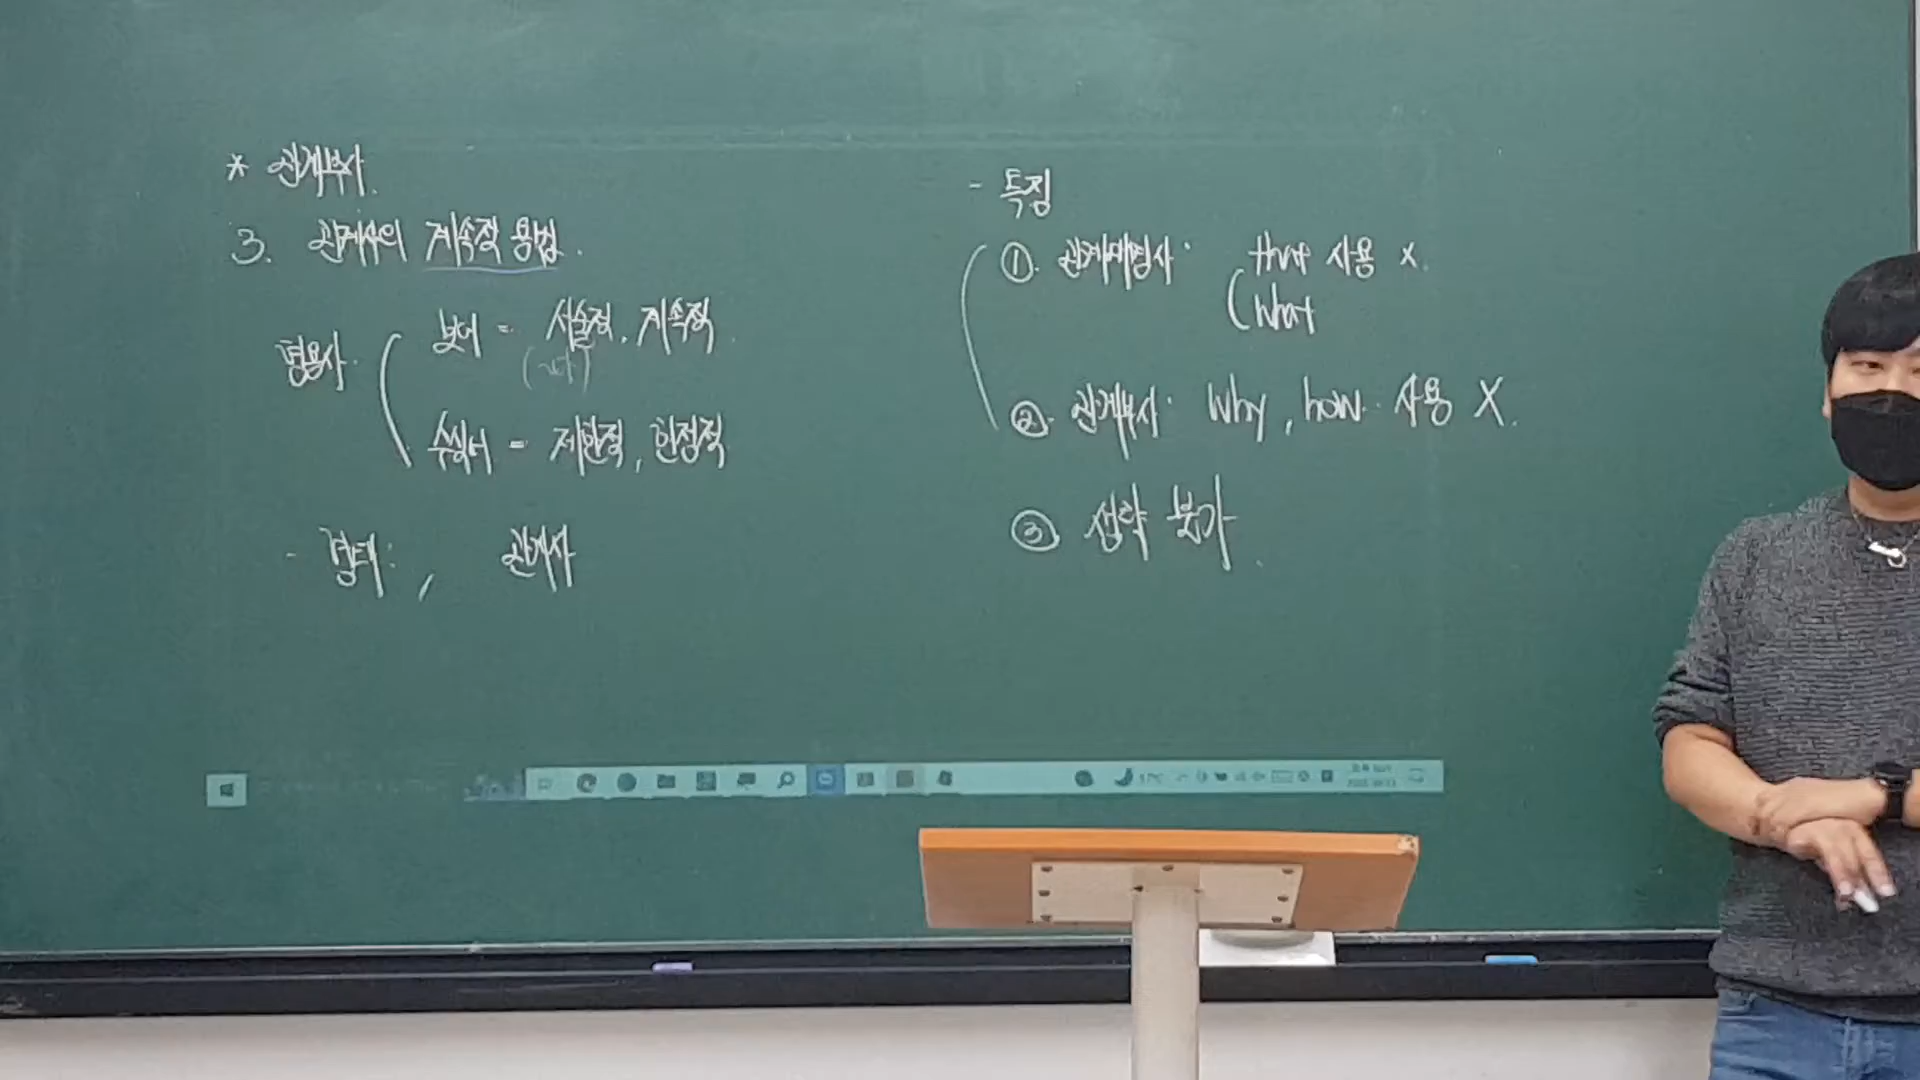 * 관계부사.
3. 관계사의 계속적 용법.
형용사. 보어 = 서술적, 계속적.
수식어 = 제한적, 한정적.
- 형태: , 관계사
- 특징
①. 관계대명사: that 사용 x.
what
②. 관계부사: why, how 사용 X.
③ 생략 불가.